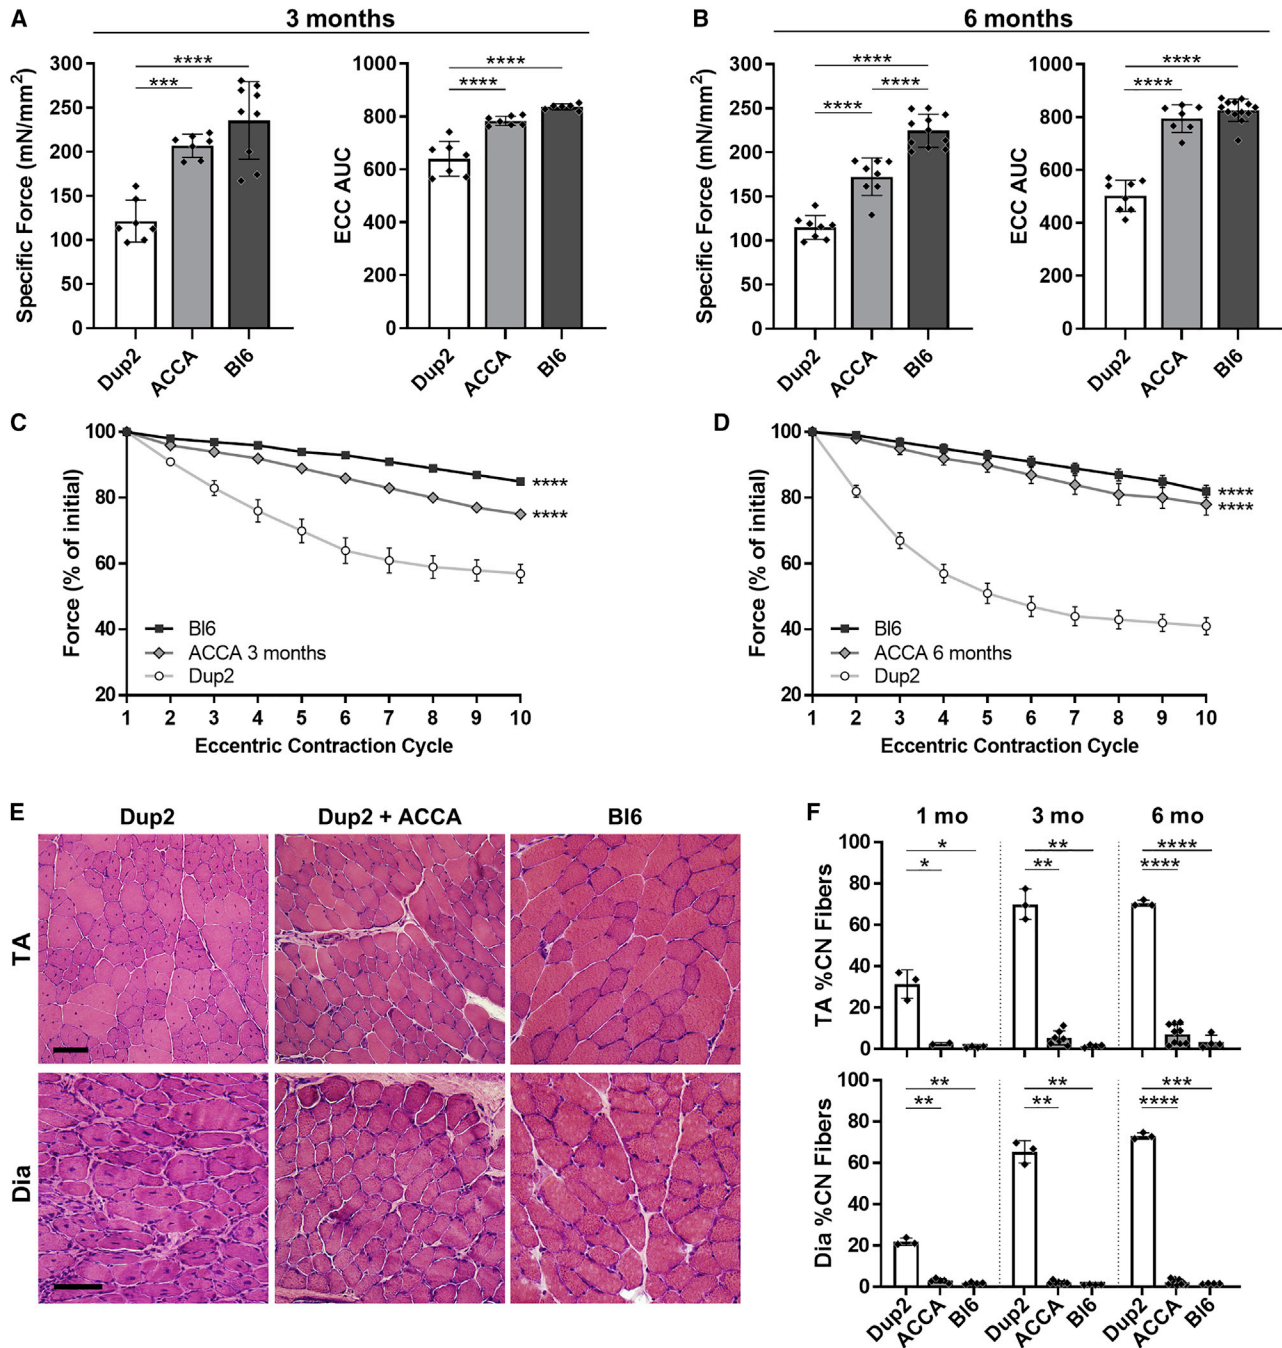 A
3 months
B
6 months
Specific Force (mN/mm²)
300
250
200
150
100
50
0
****
***
Dup2
ACCA
Bl6
ECC AUC
1000
800
600
400
200
0
****
****
Dup2
ACCA
Bl6
Specific Force (mN/mm²)
300
250
200
150
100
50
0
****
****
****
Dup2
ACCA
Bl6
ECC AUC
1000
800
600
400
200
0
****
****
Dup2
ACCA
Bl6
C
Force (% of initial)
100
80
60
40
20
****
****
Bl6
ACCA 3 months
Dup2
1 2 3 4 5 6 7 8 9 10
Eccentric Contraction Cycle
D
Force (% of initial)
100
80
60
40
20
****
****
Bl6
ACCA 6 months
Dup2
1 2 3 4 5 6 7 8 9 10
Eccentric Contraction Cycle
E
Dup2
Dup2 + ACCA
Bl6
TA
Dia
F
1 mo
3 mo
6 mo
TA %CN Fibers
100
80
60
40
20
0
*
*
**
**
****
****
Dia %CN Fibers
100
80
60
40
20
0
**
**
**
**
***
****
Dup2
ACCA
Bl6
Dup2
ACCA
Bl6
Dup2
ACCA
Bl6